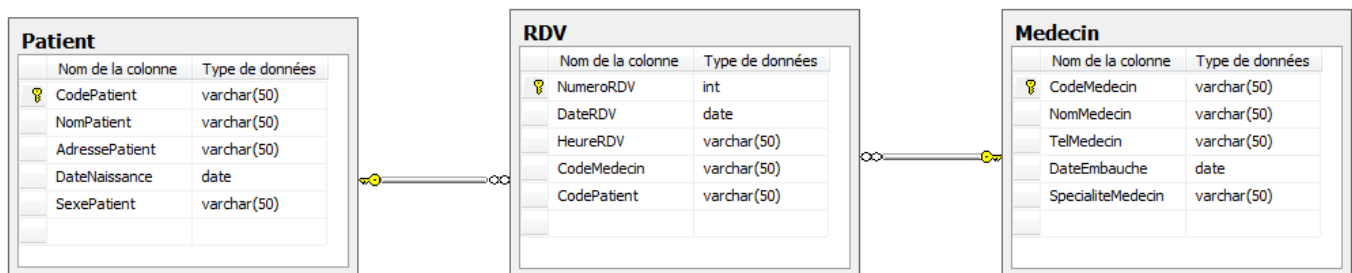 Patient
Nom de la colonne Type de données
CodePatient varchar(50)
NomPatient varchar(50)
AdressePatient varchar(50)
DateNaissance date
SexePatient varchar(50)
RDV
Nom de la colonne Type de données
NumeroRDV int
DateRDV date
HeureRDV varchar(50)
CodeMedecin varchar(50)
CodePatient varchar(50)
Medecin
Nom de la colonne Type de données
CodeMedecin varchar(50)
NomMedecin varchar(50)
TelMedecin varchar(50)
DateEmbauche date
SpecialiteMedecin varchar(50)